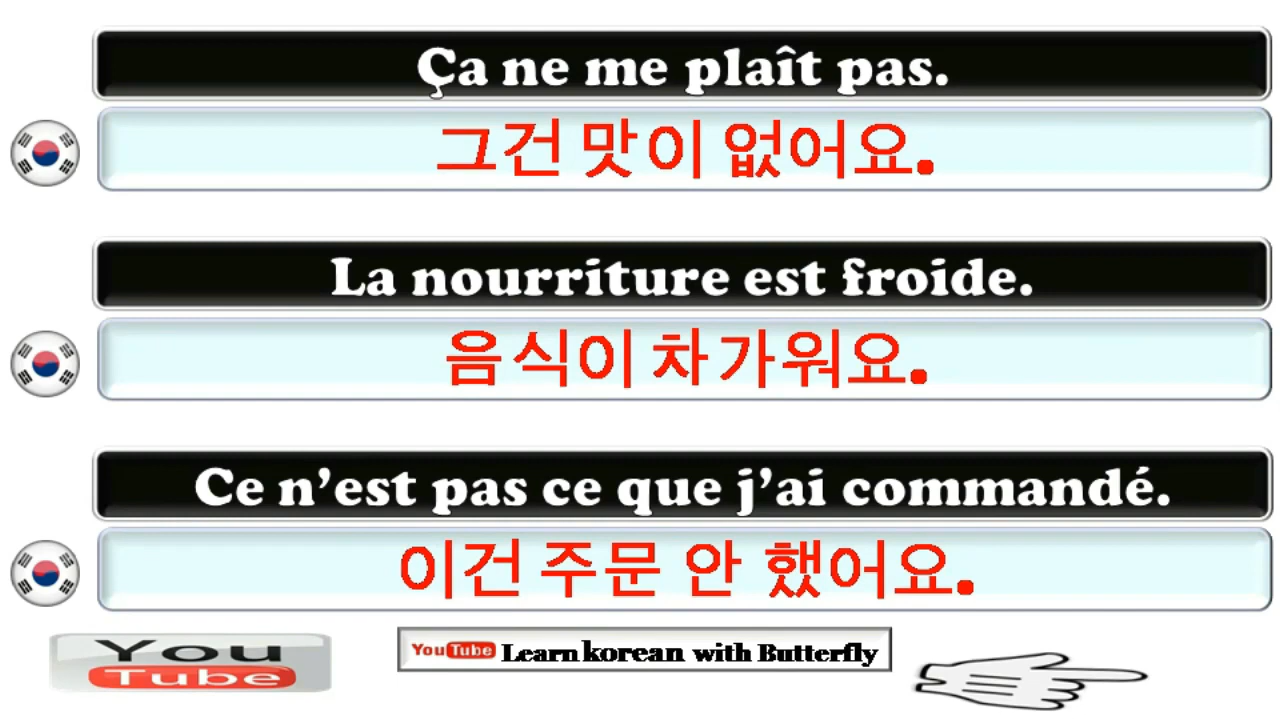 Ça ne me plaît pas.
그건 맛이 없어요.
La nourriture est froide.
음식이 차가워요.
Ce n’est pas ce que j’ai commandé.
이건 주문 안 했어요.
You
Tube
YouTube Learn korean with Butterfly